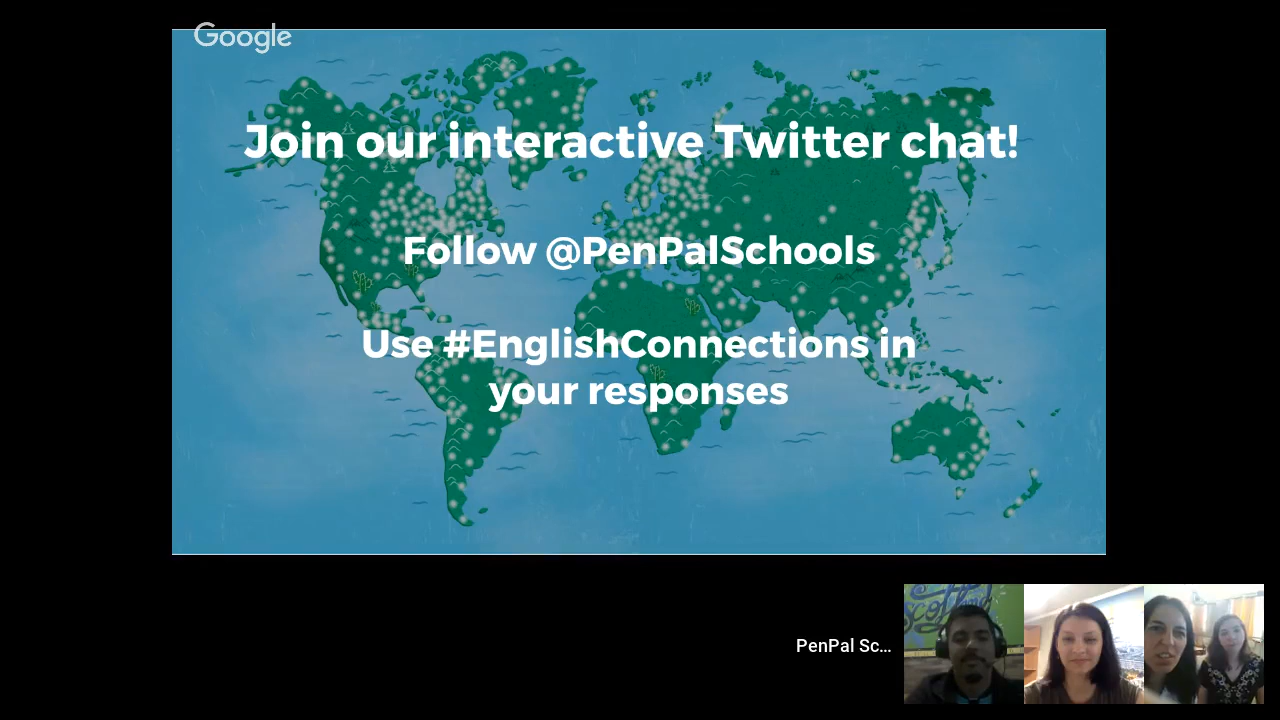 Google
Join our interactive Twitter chat!
Follow @PenPalSchools
Use #EnglishConnections in
your responses
PenPal Sc...